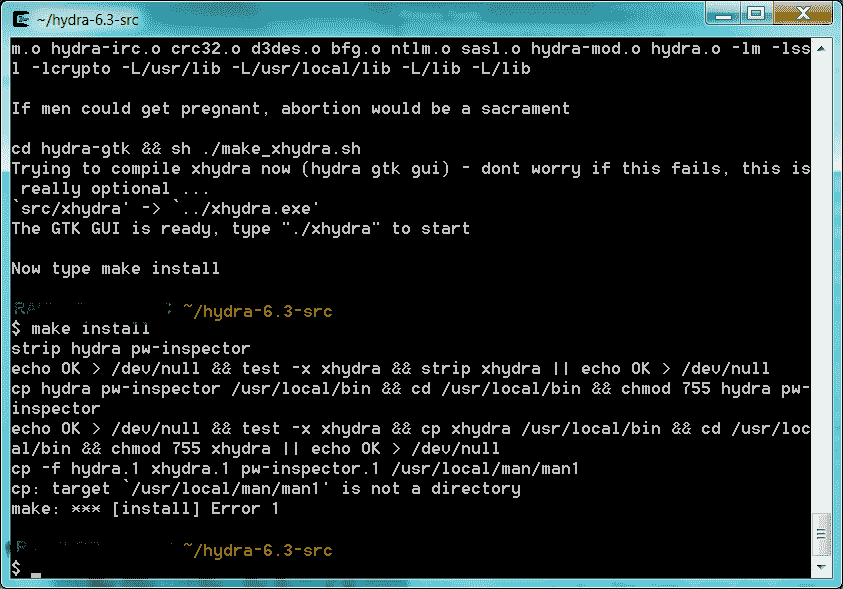 ~/hydra-6.3-src
m.o hydra-irc.o crc32.o d3des.o bfg.o ntlm.o sasl.o hydra-mod.o hydra.o -lm -lss
l -lcrypto -L/usr/lib -L/usr/local/lib -L/lib -L/lib
If men could get pregnant, abortion would be a sacrament
cd hydra-gtk && sh ./make_xhydra.sh
Trying to compile xhydra now (hydra gtk gui) - dont worry if this fails, this is
really optional ...
`src/xhydra' -> `../xhydra.exe'
The GTK GUI is ready, type "./xhydra" to start
Now type make install
~/hydra-6.3-src
$ make install
strip hydra pw-inspector
echo OK > /dev/null && test -x xhydra && strip xhydra || echo OK > /dev/null
cp hydra pw-inspector /usr/local/bin && cd /usr/local/bin && chmod 755 hydra pw-
inspector
echo OK > /dev/null && test -x xhydra && cp xhydra /usr/local/bin && cd /usr/loc
al/bin && chmod 755 xhydra || echo OK > /dev/null
cp -f hydra.1 xhydra.1 pw-inspector.1 /usr/local/man/man1
cp: target `/usr/local/man/man1' is not a directory
make: *** [install] Error 1
~/hydra-6.3-src
$